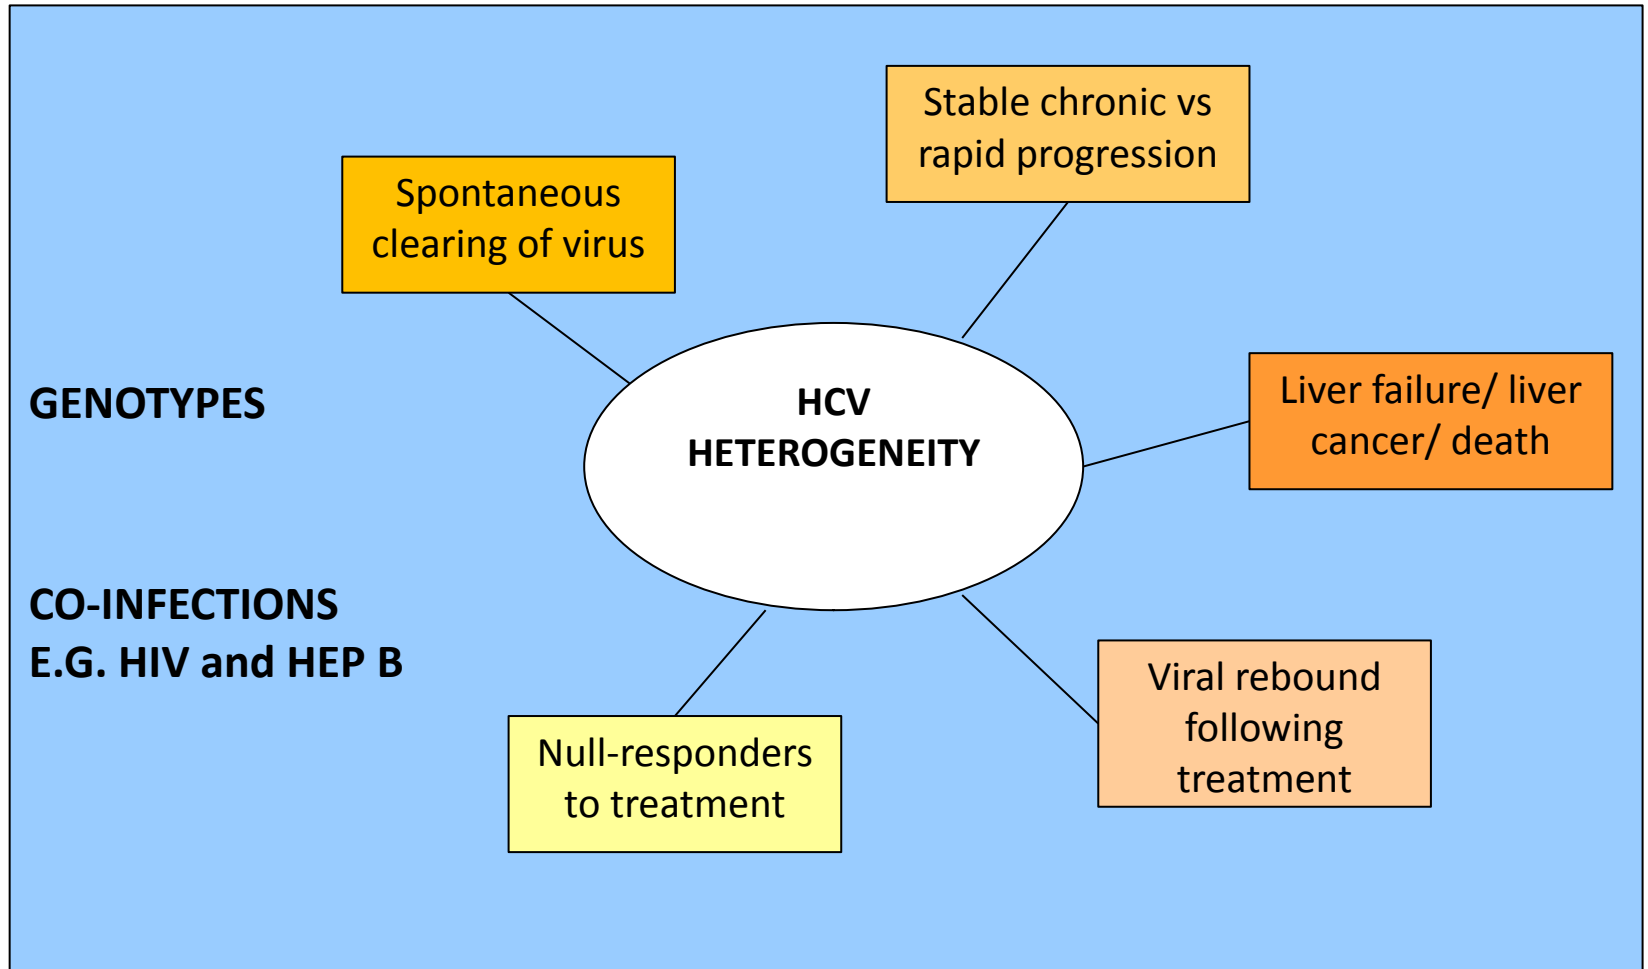 Stable chronic vs
rapid progression
Spontaneous
clearing of virus
HCV
HETEROGENEITY
GENOTYPES
Liver failure/ liver
cancer/ death
CO-INFECTIONS
E.G. HIV and HEP B
Viral rebound
following
treatment
Null-responders
to treatment